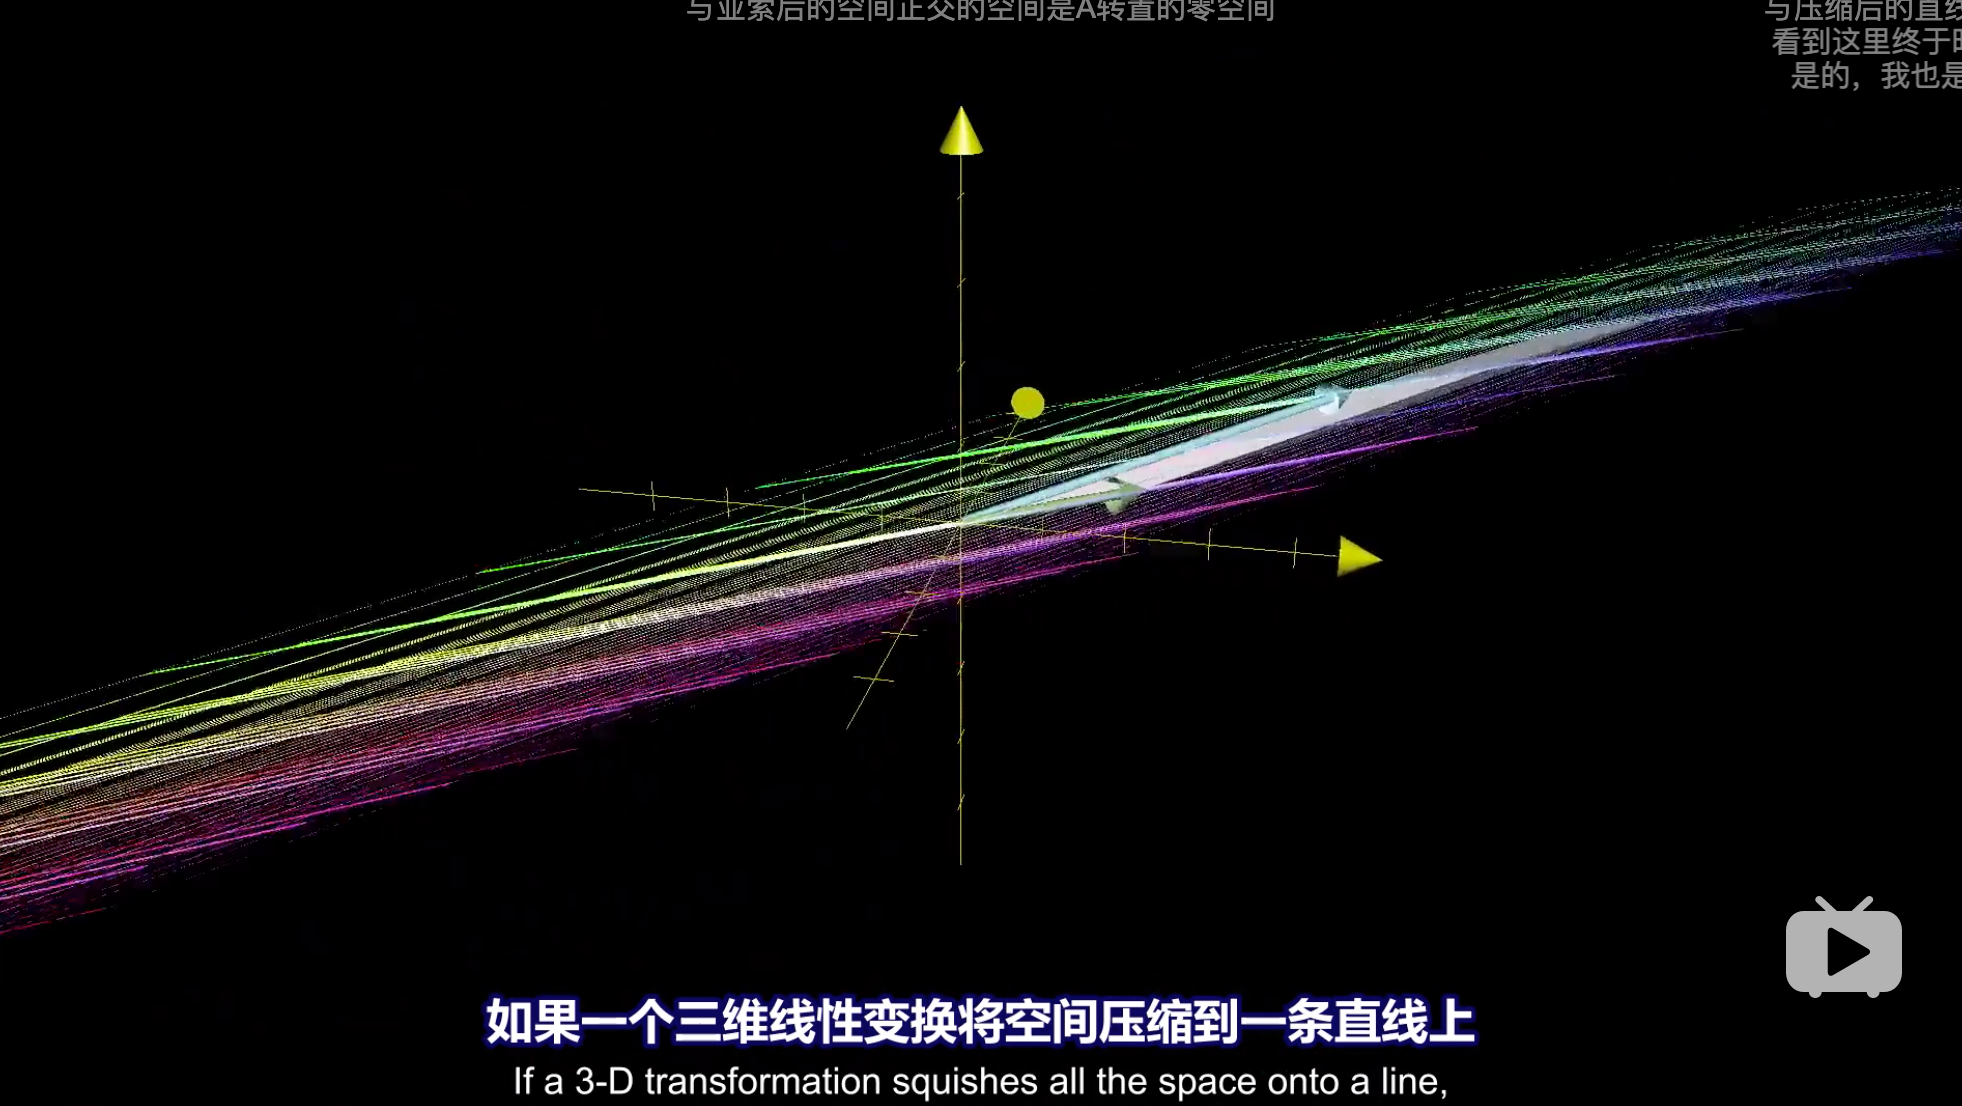 与亚索后的空间正交的空间是A转置的零空间
与压缩后的直线
看到这里终于
是的，我也是
如果一个三维线性变换将空间压缩到一条直线上
If a 3-D transformation squishes all the space onto a line,